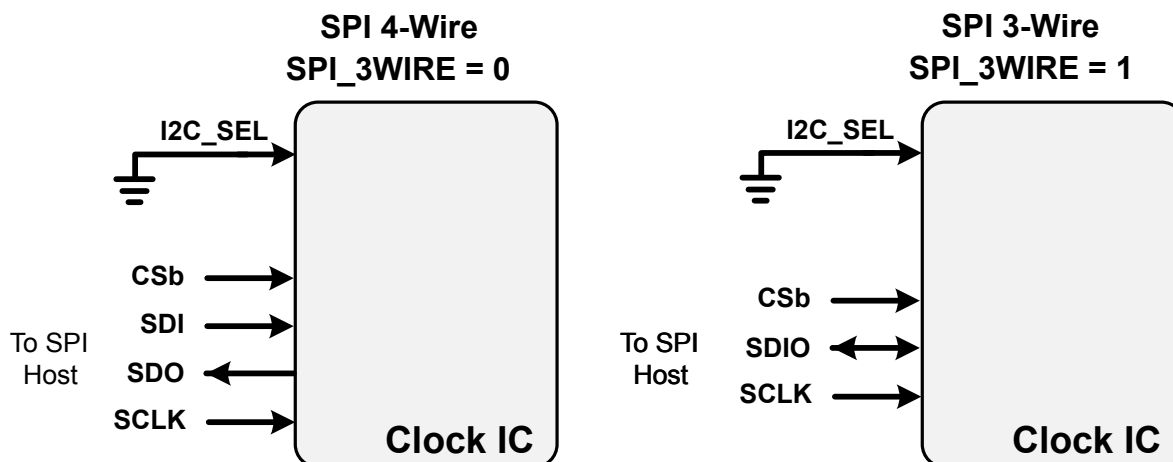 SPI 4-Wire
SPI_3WIRE = 0
I2C_SEL
CSb
SDI
To SPI
Host
SDO
SCLK
Clock IC
SPI 3-Wire
SPI_3WIRE = 1
I2C_SEL
CSb
To SPI
Host
SDIO
SCLK
Clock IC